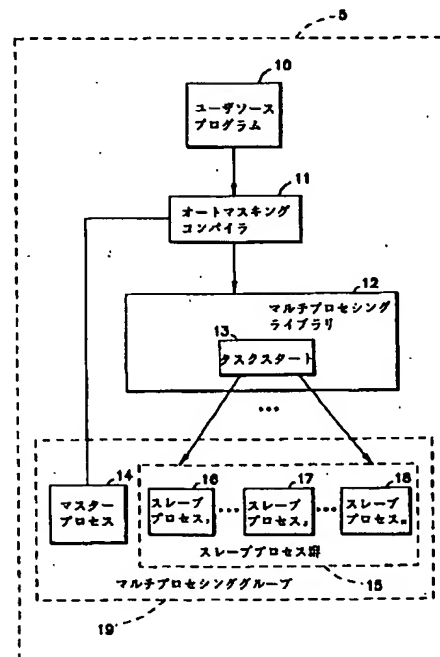 5
10
ユーザソース
プログラム
11
オートマスキング
コンパイラ
12
マルチプロセシング
ライブラリ
13
タスクスタート
...
14
マスター
プロセス
16
スレーブ
プロセス₁
...
17
スレーブ
プロセス
...
18
スレーブ
プロセス
スレーブプロセス群
15
マルチプロセシンググループ
19